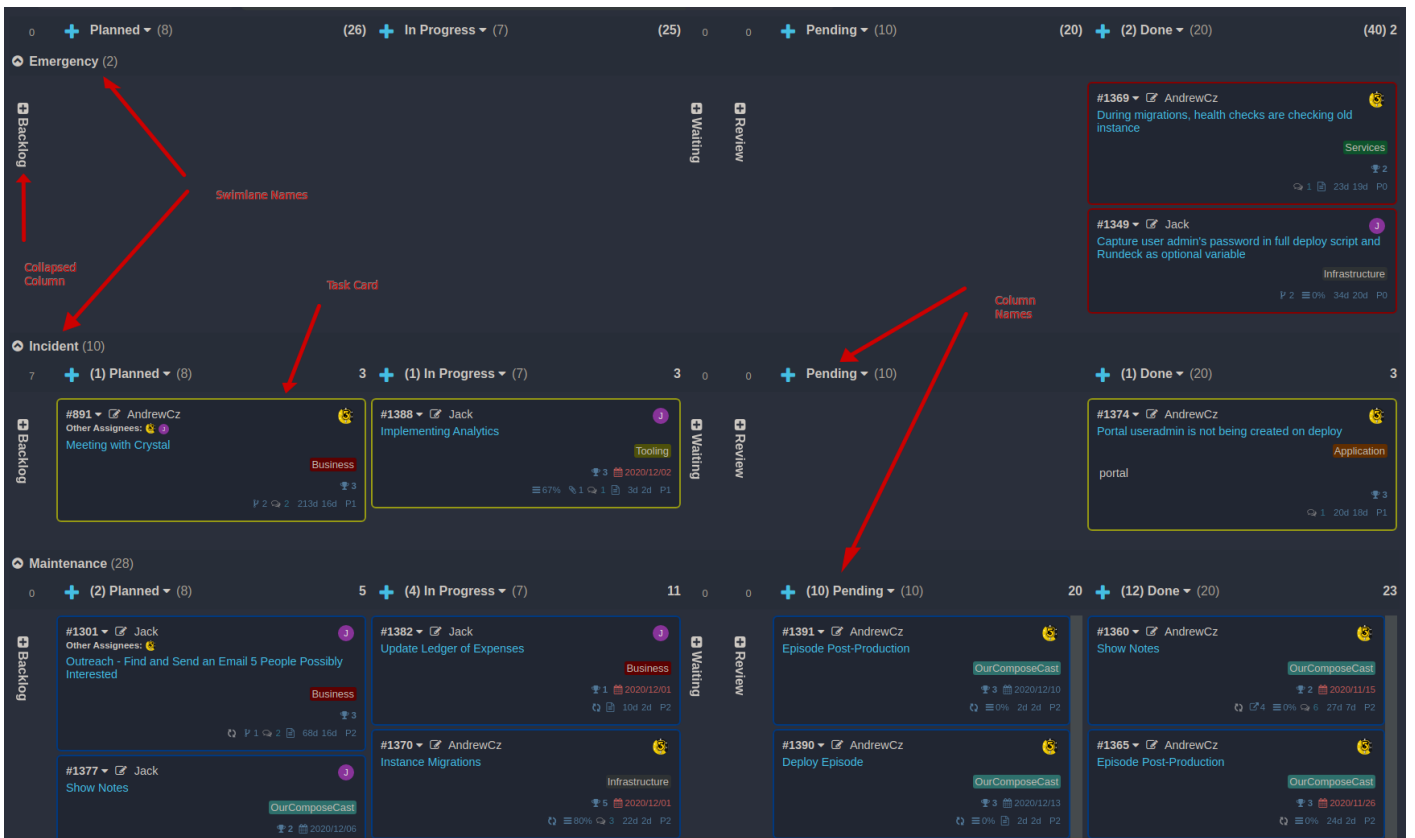 0 Planned (8) (26) In Progress (7) (25) 0 0 Pending (10) (20) (2) Done (20) (40) 2
Emergency (2)
Backlog
Waiting
Review
#1369 AndrewCz
During migrations, health checks are checking old
instance
Services
2
1 23d 19d P0
#1349 Jack J
Capture user admin's password in full deploy script and
Rundeck as optional variable
Infrastructure
2 0% 34d 20d P0
Swimlane Names
Collapsed
Column
Task Card
Column
Names
Incident (10)
7 (1) Planned (8) 3 (1) In Progress (7) 3 0 0 Pending (10) (1) Done (20) 3
Backlog
#891 AndrewCz
Other Assignees: J
Meeting with Crystal
Business
3
2 2 213d 16d P1
#1388 Jack J
Implementing Analytics
Tooling
3 2020/12/02
67% 1 1 3d 2d P1
Waiting
Review
#1374 AndrewCz
Portal useradmin is not being created on deploy
Application
portal
3
1 20d 18d P1
Maintenance (28)
0 (2) Planned (8) 5 (4) In Progress (7) 11 0 0 (10) Pending (10) 20 (12) Done (20) 23
Backlog
#1301 Jack J
Other Assignees:
Outreach - Find and Send an Email 5 People Possibly
Interested
Business
3
1 2 68d 16d P2
#1377 Jack J
Show Notes
OurComposeCast
2 2020/12/06
#1382 Jack J
Update Ledger of Expenses
Business
1 2020/12/01
10d 2d P2
#1370 AndrewCz
Instance Migrations
Infrastructure
5 2020/12/01
80% 3 22d 2d P2
Waiting
Review
#1391 AndrewCz
Episode Post-Production
OurComposeCast
3 2020/12/10
0% 2d 2d P2
#1390 AndrewCz
Deploy Episode
OurComposeCast
3 2020/12/13
0% 2d 2d P2
#1360 AndrewCz
Show Notes
OurComposeCast
2 2020/11/15
4 0% 6 27d 7d P2
#1365 AndrewCz
Episode Post-Production
OurComposeCast
3 2020/11/26
0% 24d 2d P2